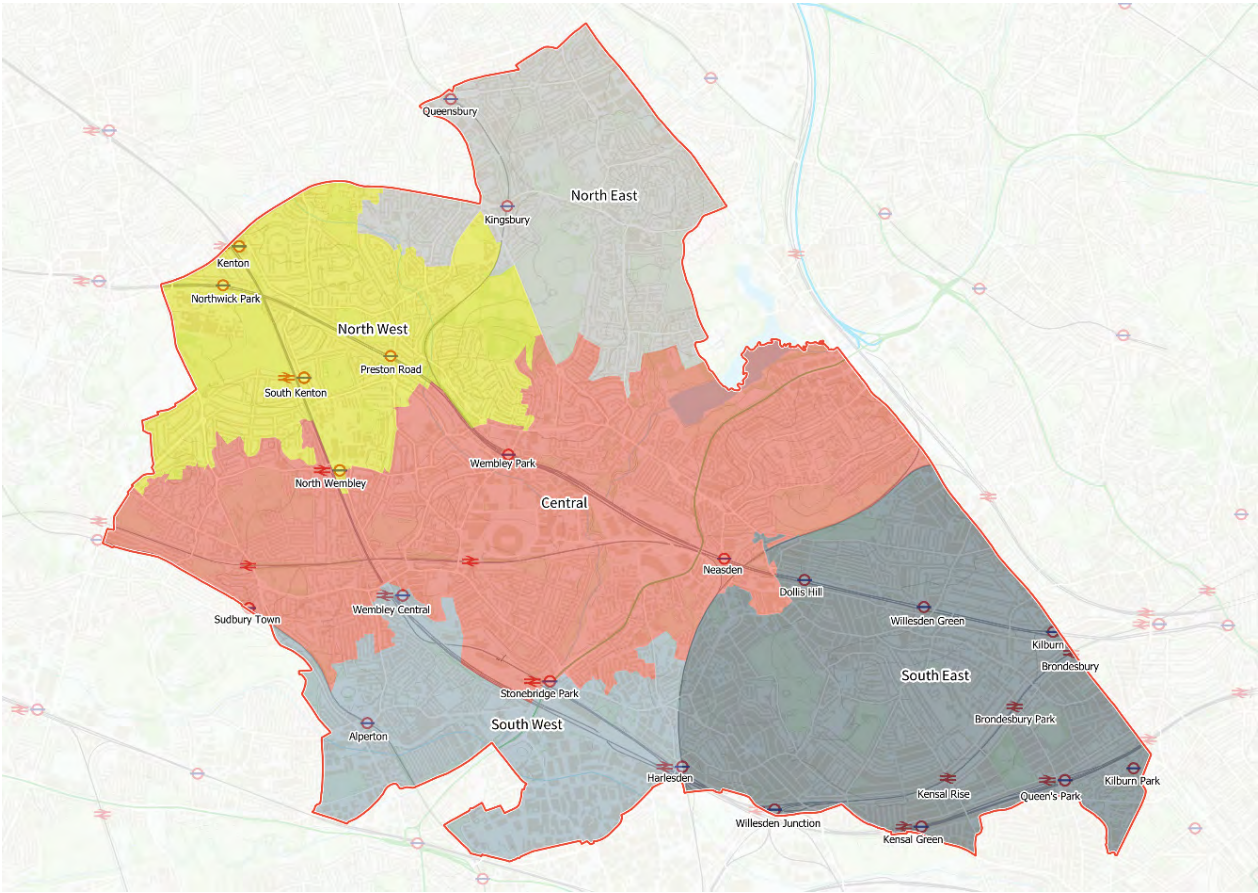 Queensbury
North East
Kingsbury
Kenton
Northwick Park
North West
Preston Road
South Kenton
Wembley Park
North Wembley
Central
Neasden
Dollis Hill
Wembley Central
Willesden Green
Sudbury Town
Kilburn
Brondesbury
South East
Stonebridge Park
Brondesbury Park
South West
Alperton
Harlesden
Kilburn Park
Kensal Rise
Queen's Park
Willesden Junction
Kensal Green